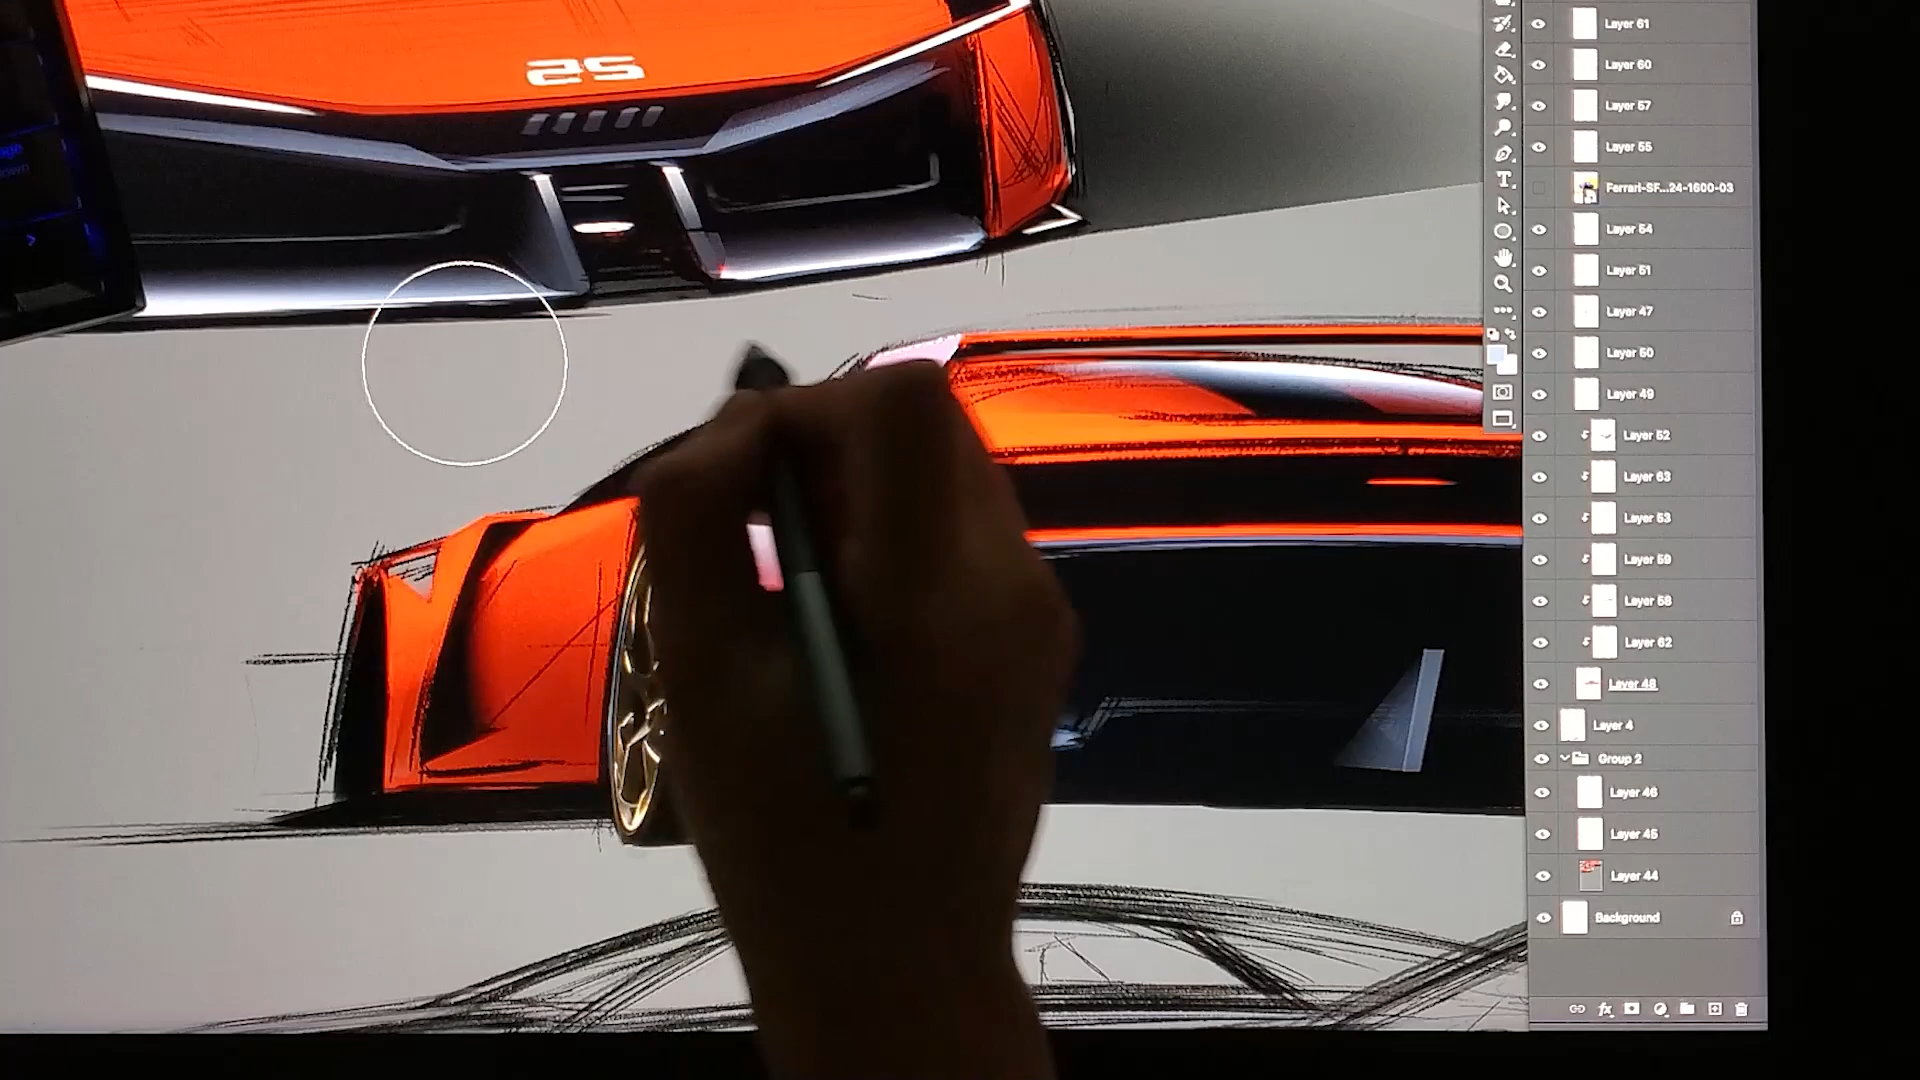 25
Layer 61
Layer 60
Layer 57
Layer 55
Ferrari-SF...24-1600-03
Layer 54
Layer 51
Layer 47
Layer 50
Layer 49
Layer 52
Layer 63
Layer 53
Layer 59
Layer 58
Layer 62
Layer 48
Layer 4
Group 2
Layer 46
Layer 45
Layer 44
Background
fx